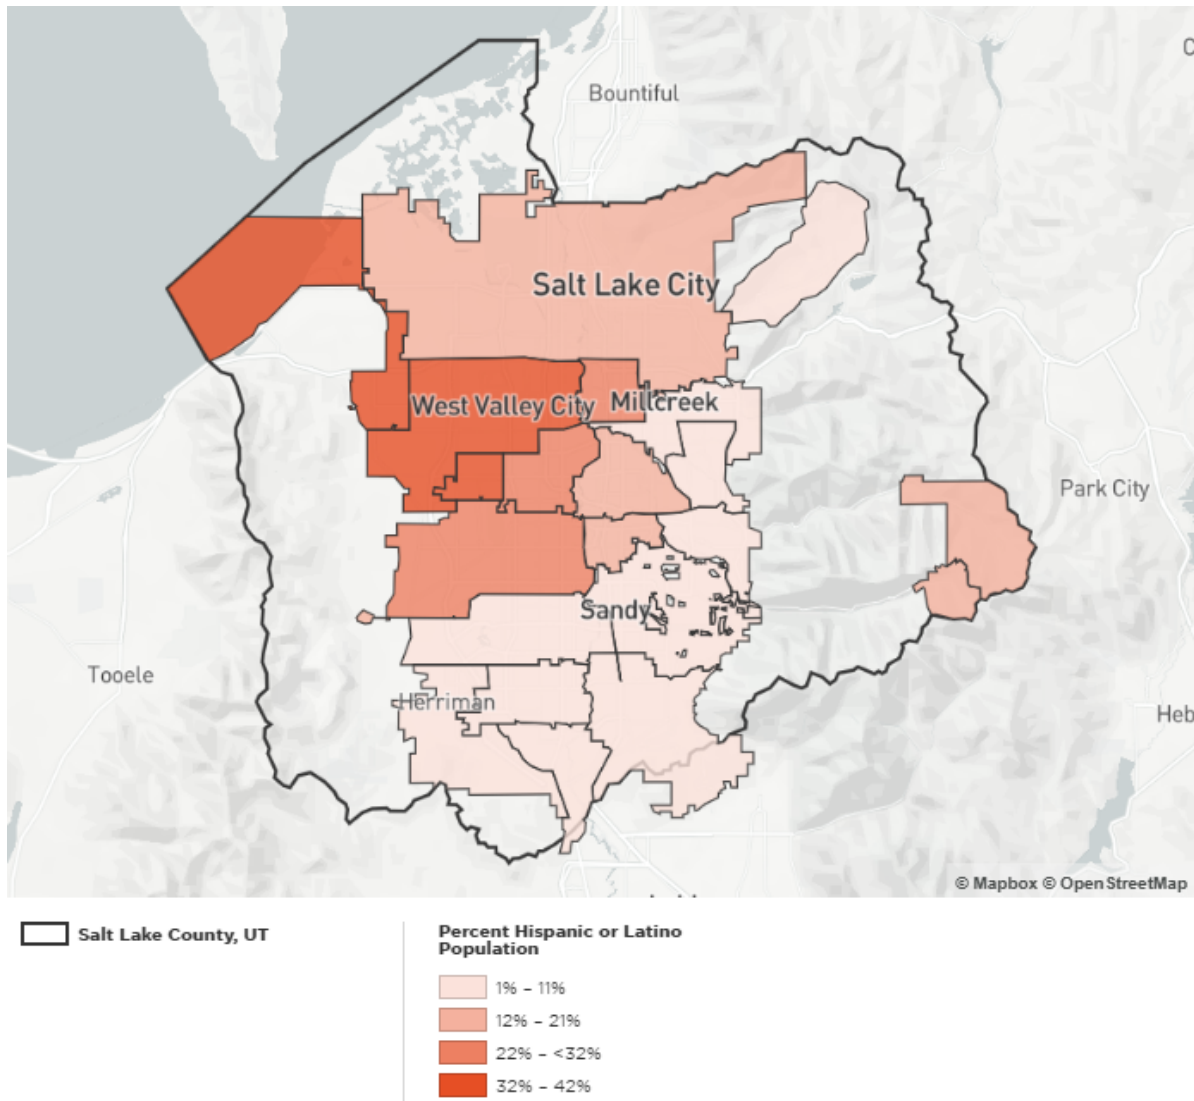 C
Bountiful
Salt Lake City
West Valley City
Millcreek
Park City
Sandy
Tooele
Herriman
Heb
© Mapbox © OpenStreetMap
Salt Lake County, UT
Percent Hispanic or Latino
Population
1% – 11%
12% – 21%
22% – <32%
32% – 42%